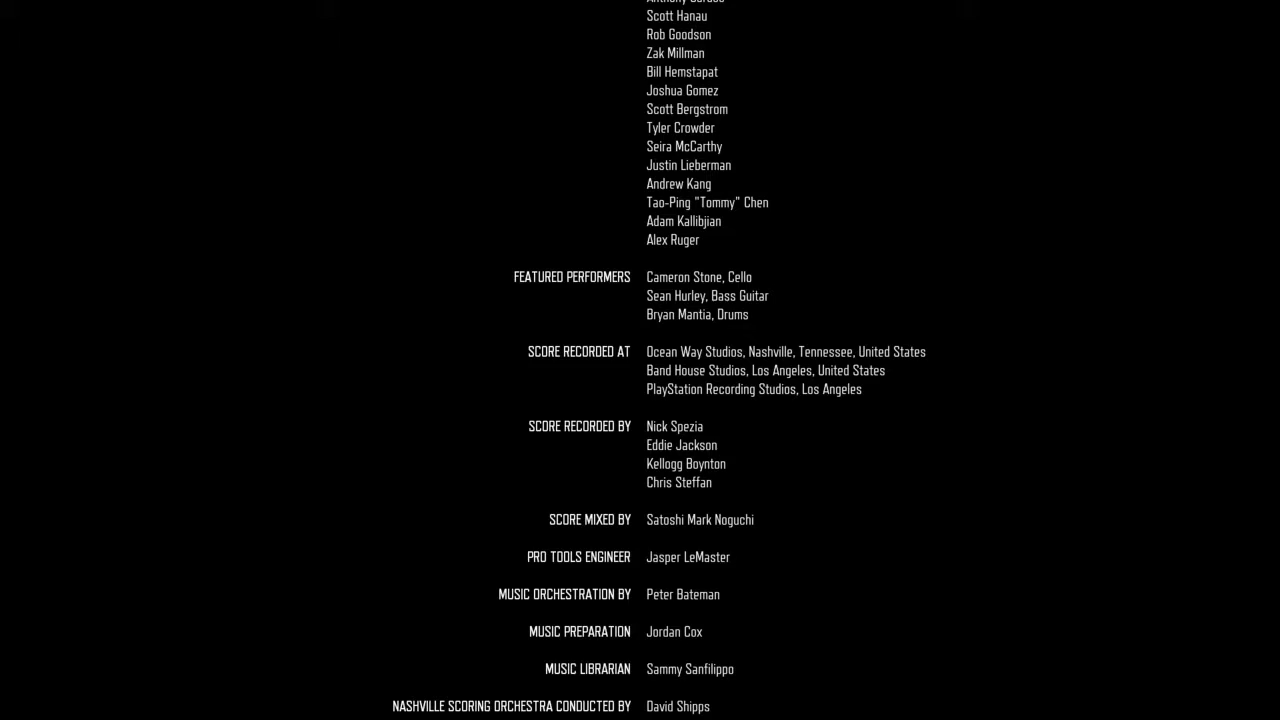 Scott Hanau
Rob Goodson
Zak Millman
Bill Hemstapat
Joshua Gomez
Scott Bergstrom
Tyler Crowder
Seira McCarthy
Justin Lieberman
Andrew Kang
Tao-Ping "Tommy" Chen
Adam Kallibjian
Alex Ruger
FEATURED PERFORMERS Cameron Stone, Cello
Sean Hurley, Bass Guitar
Bryan Mantia, Drums
SCORE RECORDED AT Ocean Way Studios, Nashville, Tennessee, United States
Band House Studios, Los Angeles, United States
PlayStation Recording Studios, Los Angeles
SCORE RECORDED BY Nick Spezia
Eddie Jackson
Kellogg Boynton
Chris Steffan
SCORE MIXED BY Satoshi Mark Noguchi
PRO TOOLS ENGINEER Jasper LeMaster
MUSIC ORCHESTRATION BY Peter Bateman
MUSIC PREPARATION Jordan Cox
MUSIC LIBRARIAN Sammy Sanfilippo
NASHVILLE SCORING ORCHESTRA CONDUCTED BY David Shipps